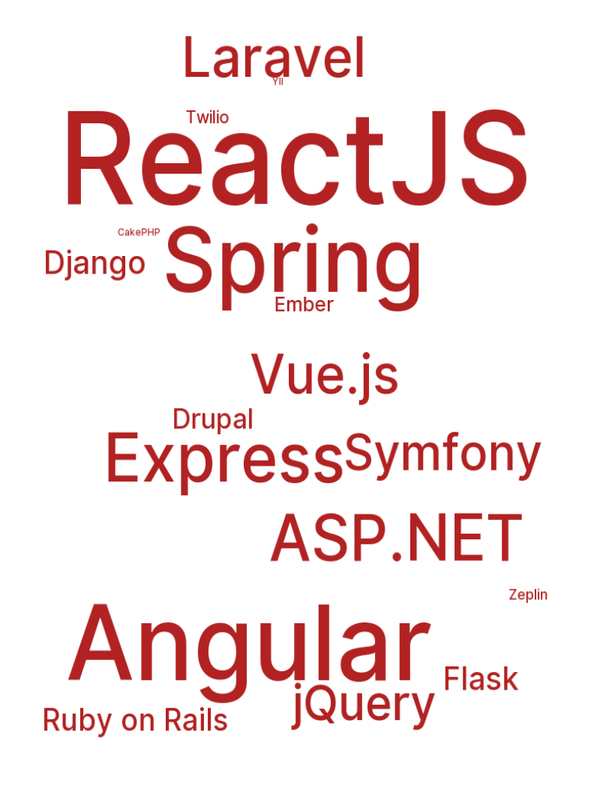 Laravel
Yii
Twilio
ReactJS
CakePHP
Django
Spring
Ember
Vue.js
Drupal
Express
Symfony
ASP.NET
Zeplin
Angular
Flask
jQuery
Ruby on Rails